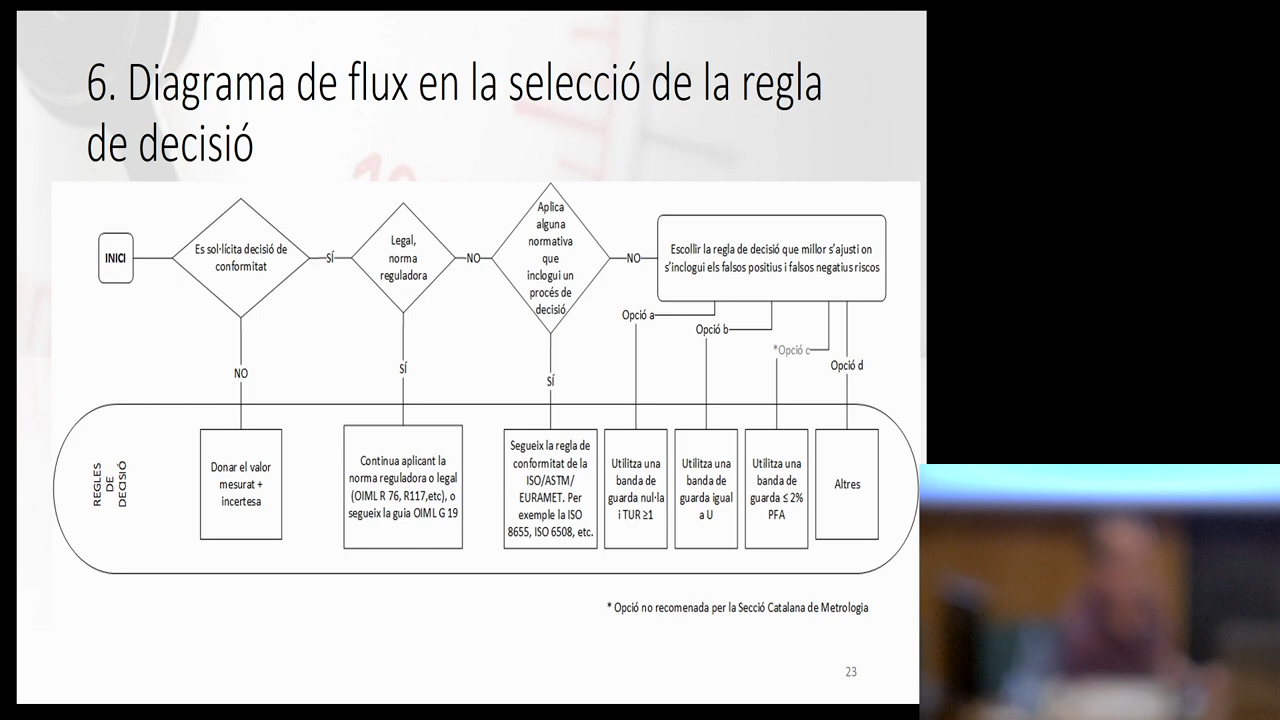 6. Diagrama de flux en la selecció de la regla
de decisió
INICI
Es sol·lícita decisió de
conformitat
SÍ
Legal,
norma
reguladora
NO
Aplica
alguna
normativa
que
inclogui un
procés de
decisió
NO
Escollir la regla de decisió que millor s'ajusti on
s'inclogui els falsos positius i falsos negatius riscos
NO
SÍ
SÍ
Opció a
Opció b
*Opció c
Opció d
REGLES
DE
DECISIÓ
Donar el valor
mesurat +
incertesa
Continua aplicant la
norma reguladora o legal
(OIML R 76, R117,etc), o
segueix la guia OIML G 19
Segueix la regla de
conformitat de la
ISO/ASTM/
EURAMET. Per
exemple la ISO
8655, ISO 6508, etc.
Utilitza una
banda de
guarda nul·la
i TUR ≥1
Utilitza una
banda de
guarda igual
a U
Utilitza una
banda de
guarda ≤ 2%
PFA
Altres
* Opció no recomenada per la Secció Catalana de Metrologia
23